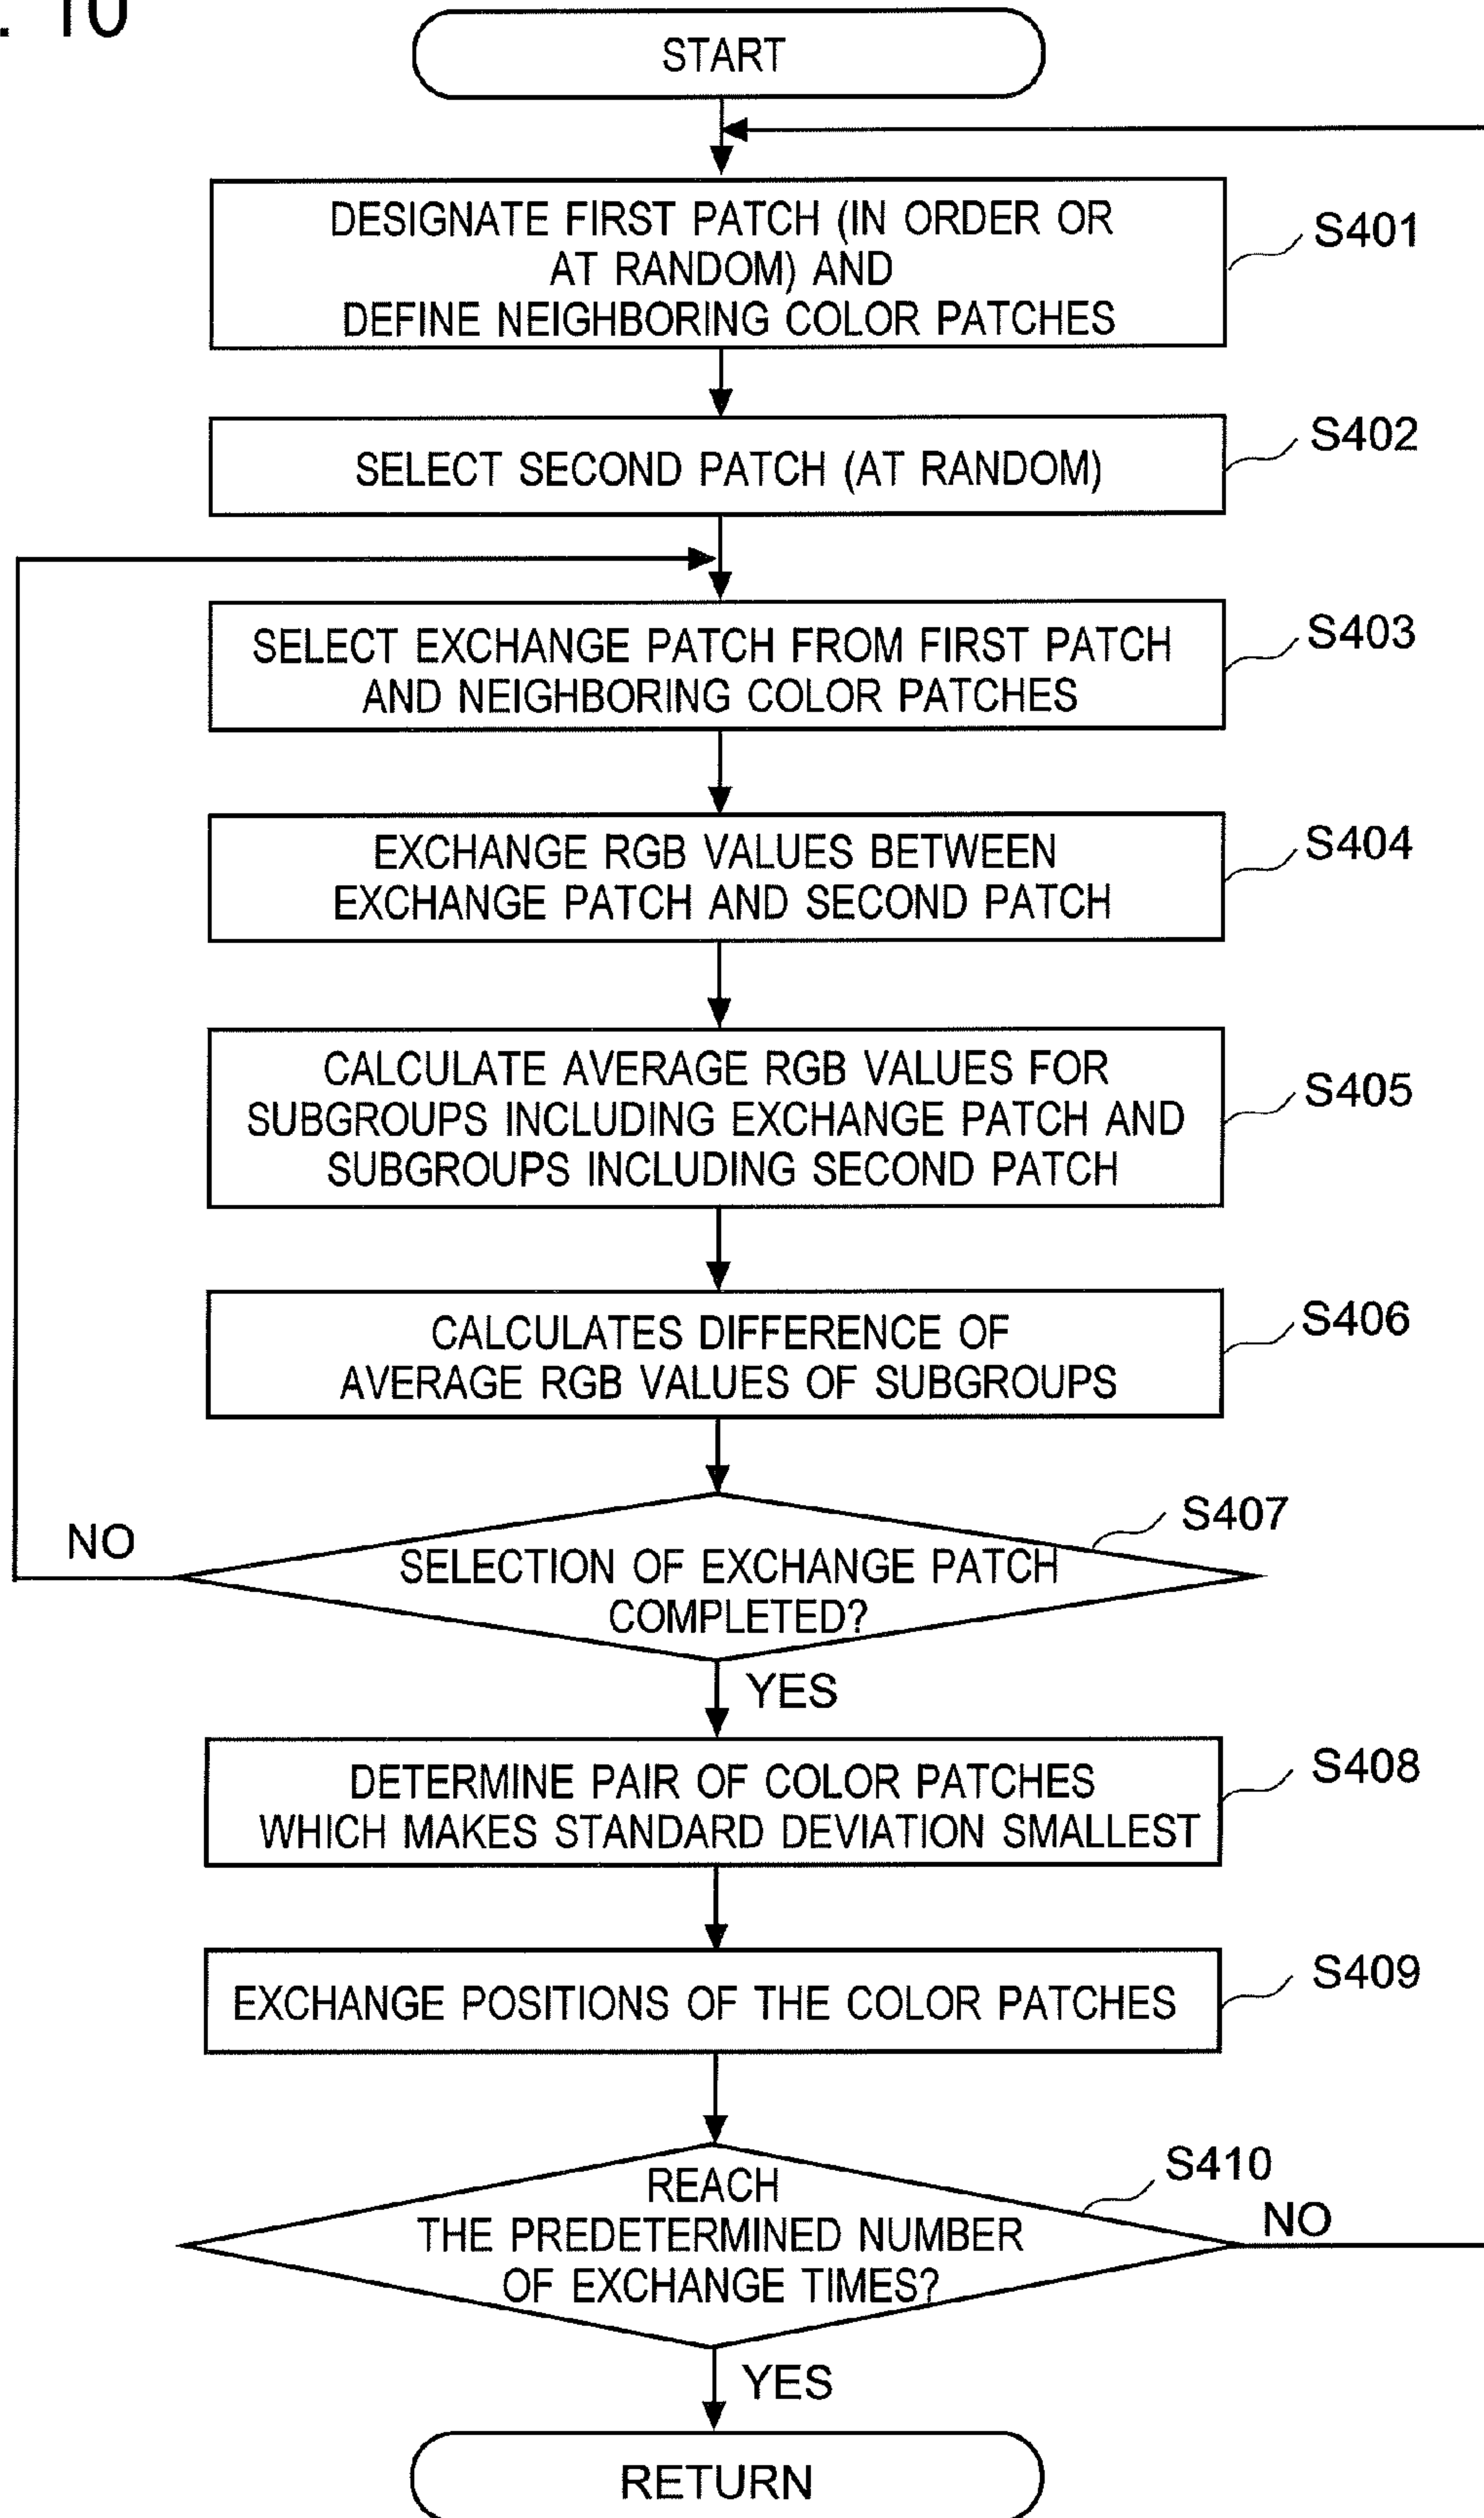 . 10
START
DESIGNATE FIRST PATCH (IN ORDER OR
AT RANDOM) AND
DEFINE NEIGHBORING COLOR PATCHES
S401
SELECT SECOND PATCH (AT RANDOM)
S402
SELECT EXCHANGE PATCH FROM FIRST PATCH
AND NEIGHBORING COLOR PATCHES
S403
EXCHANGE RGB VALUES BETWEEN
EXCHANGE PATCH AND SECOND PATCH
S404
CALCULATE AVERAGE RGB VALUES FOR
SUBGROUPS INCLUDING EXCHANGE PATCH AND
SUBGROUPS INCLUDING SECOND PATCH
S405
CALCULATES DIFFERENCE OF
AVERAGE RGB VALUES OF SUBGROUPS
S406
S407
NO
SELECTION OF EXCHANGE PATCH
COMPLETED?
YES
DETERMINE PAIR OF COLOR PATCHES
WHICH MAKES STANDARD DEVIATION SMALLEST
S408
EXCHANGE POSITIONS OF THE COLOR PATCHES
S409
S410
REACH
THE PREDETERMINED NUMBER
OF EXCHANGE TIMES?
NO
YES
RETURN